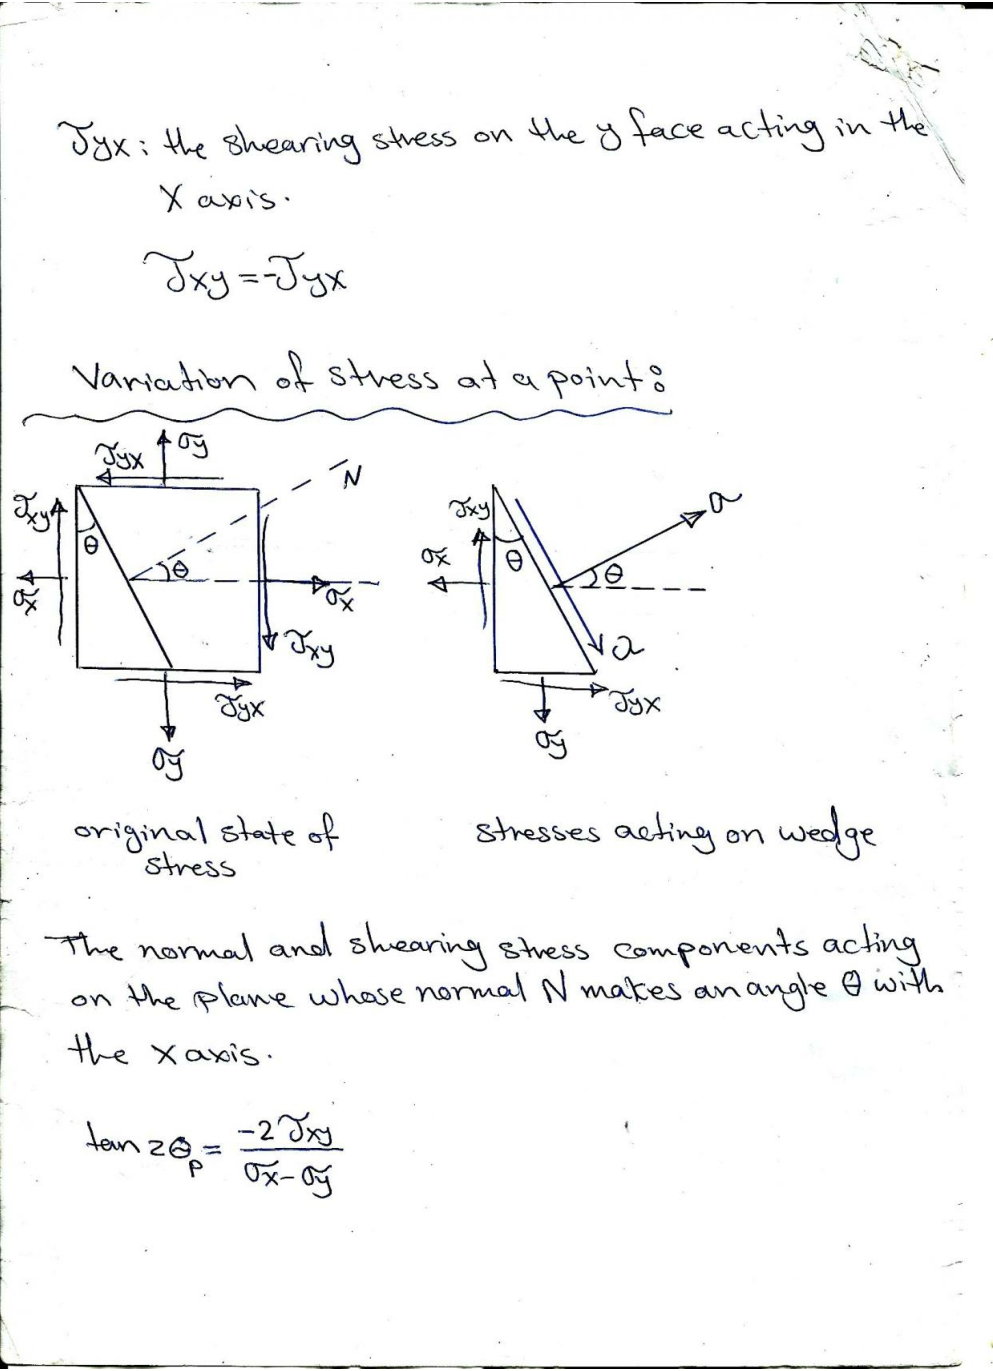 τyx : the shearing stress on the y face acting in the
X axis.
τxy = -τyx
Variation of stress at a point :
τyx σy N
τxy θ θ
σx σx
τxy
τyx
σy
τxy σ
σx θ θ
τ
τyx
σy
original state of
stress
stresses acting on wedge
The normal and shearing stress components acting
on the plane whose normal N makes an angle θ with
the x axis.
tan 2θp = -2τxy / σx - σy